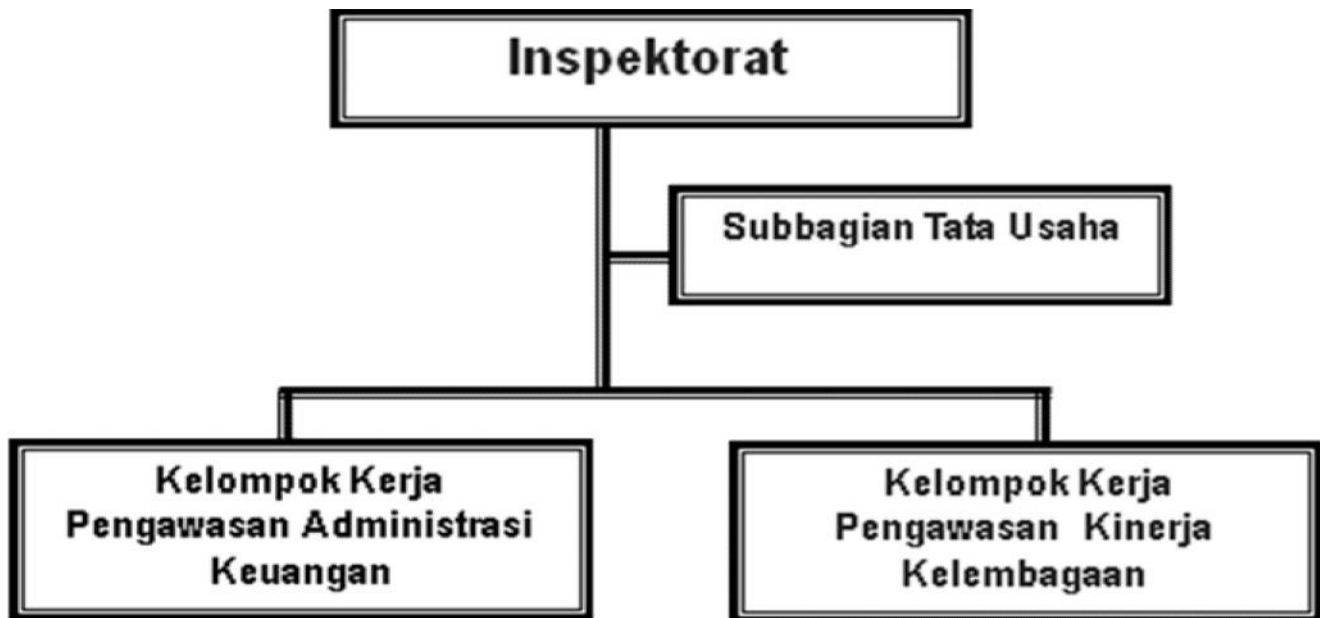 Inspektorat
Subbagian Tata Usaha
Kelompok Kerja
Pengawasan Administrasi
Keuangan
Kelompok Kerja
Pengawasan Kinerja
Kelembagaan